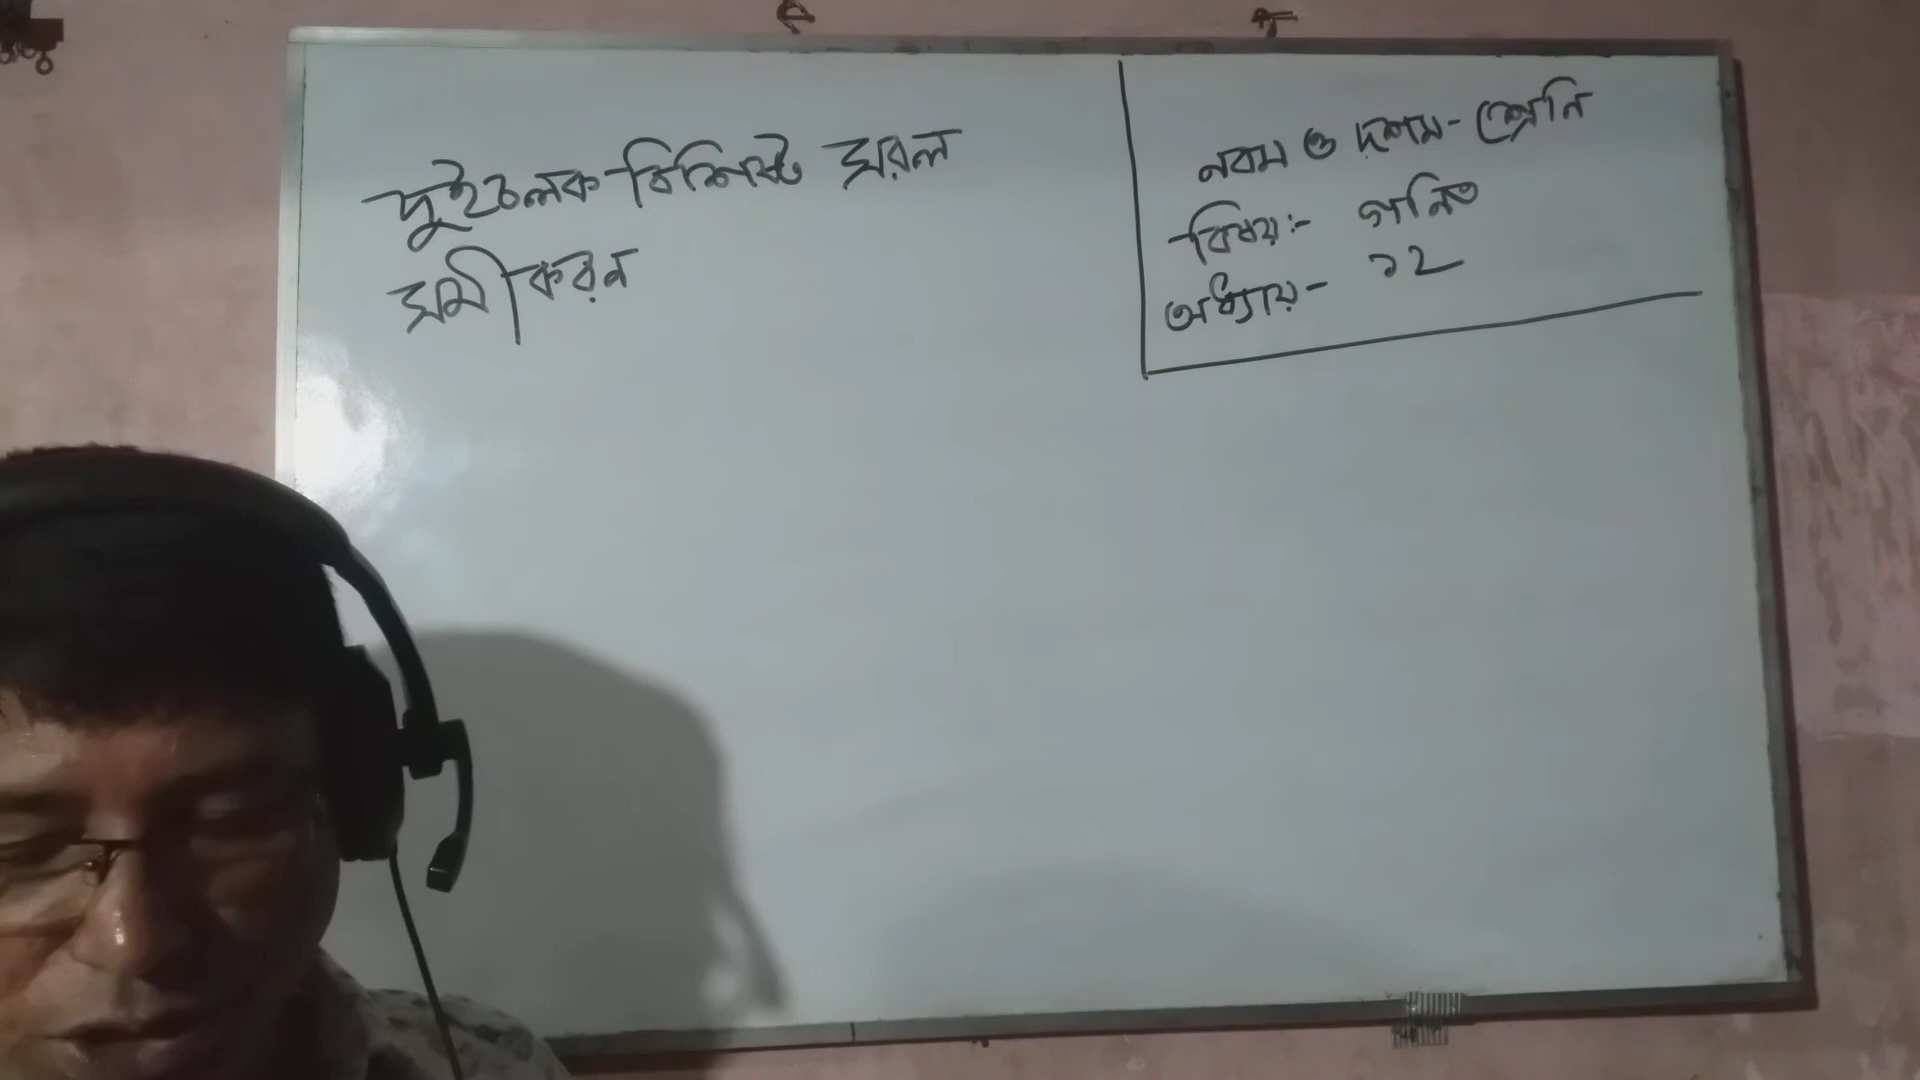 দুইচলক বিশিষ্ট সরল
সমীকরন
নবম ও দশম - শ্রেনি
বিষয়:- গনিত
অধ্যায় - ১২